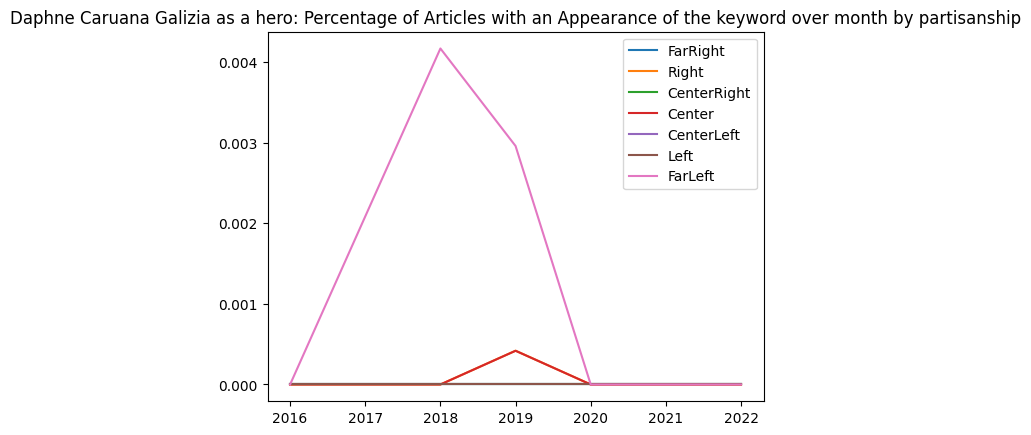 Daphne Caruana Galizia as a hero: Percentage of Articles with an Appearance of the keyword over month by partisanship
FarRight
Right
CenterRight
Center
CenterLeft
Left
FarLeft
0.004
0.003
0.002
0.001
0.000
2016 2017 2018 2019 2020 2021 2022